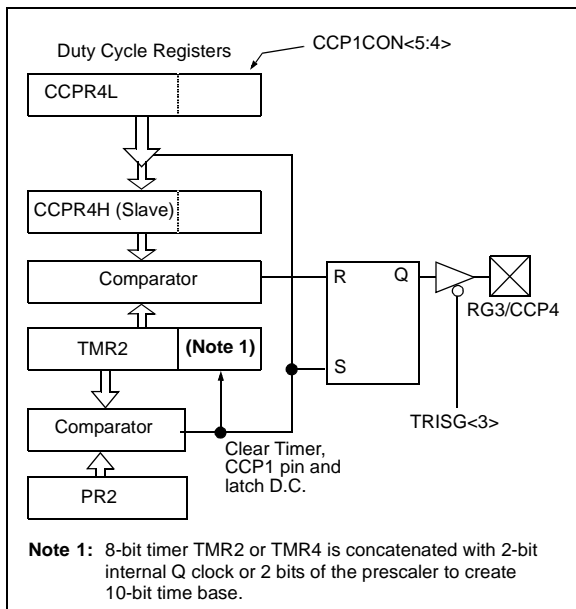 Duty Cycle Registers
CCP1CON<5:4>
CCPR4L
CCPR4H (Slave)
Comparator
R
Q
RG3/CCP4
TMR2
(Note 1)
S
TRISG<3>
Comparator
Clear Timer,
CCP1 pin and
latch D.C.
PR2
Note 1: 8-bit timer TMR2 or TMR4 is concatenated with 2-bit
internal Q clock or 2 bits of the prescaler to create
10-bit time base.